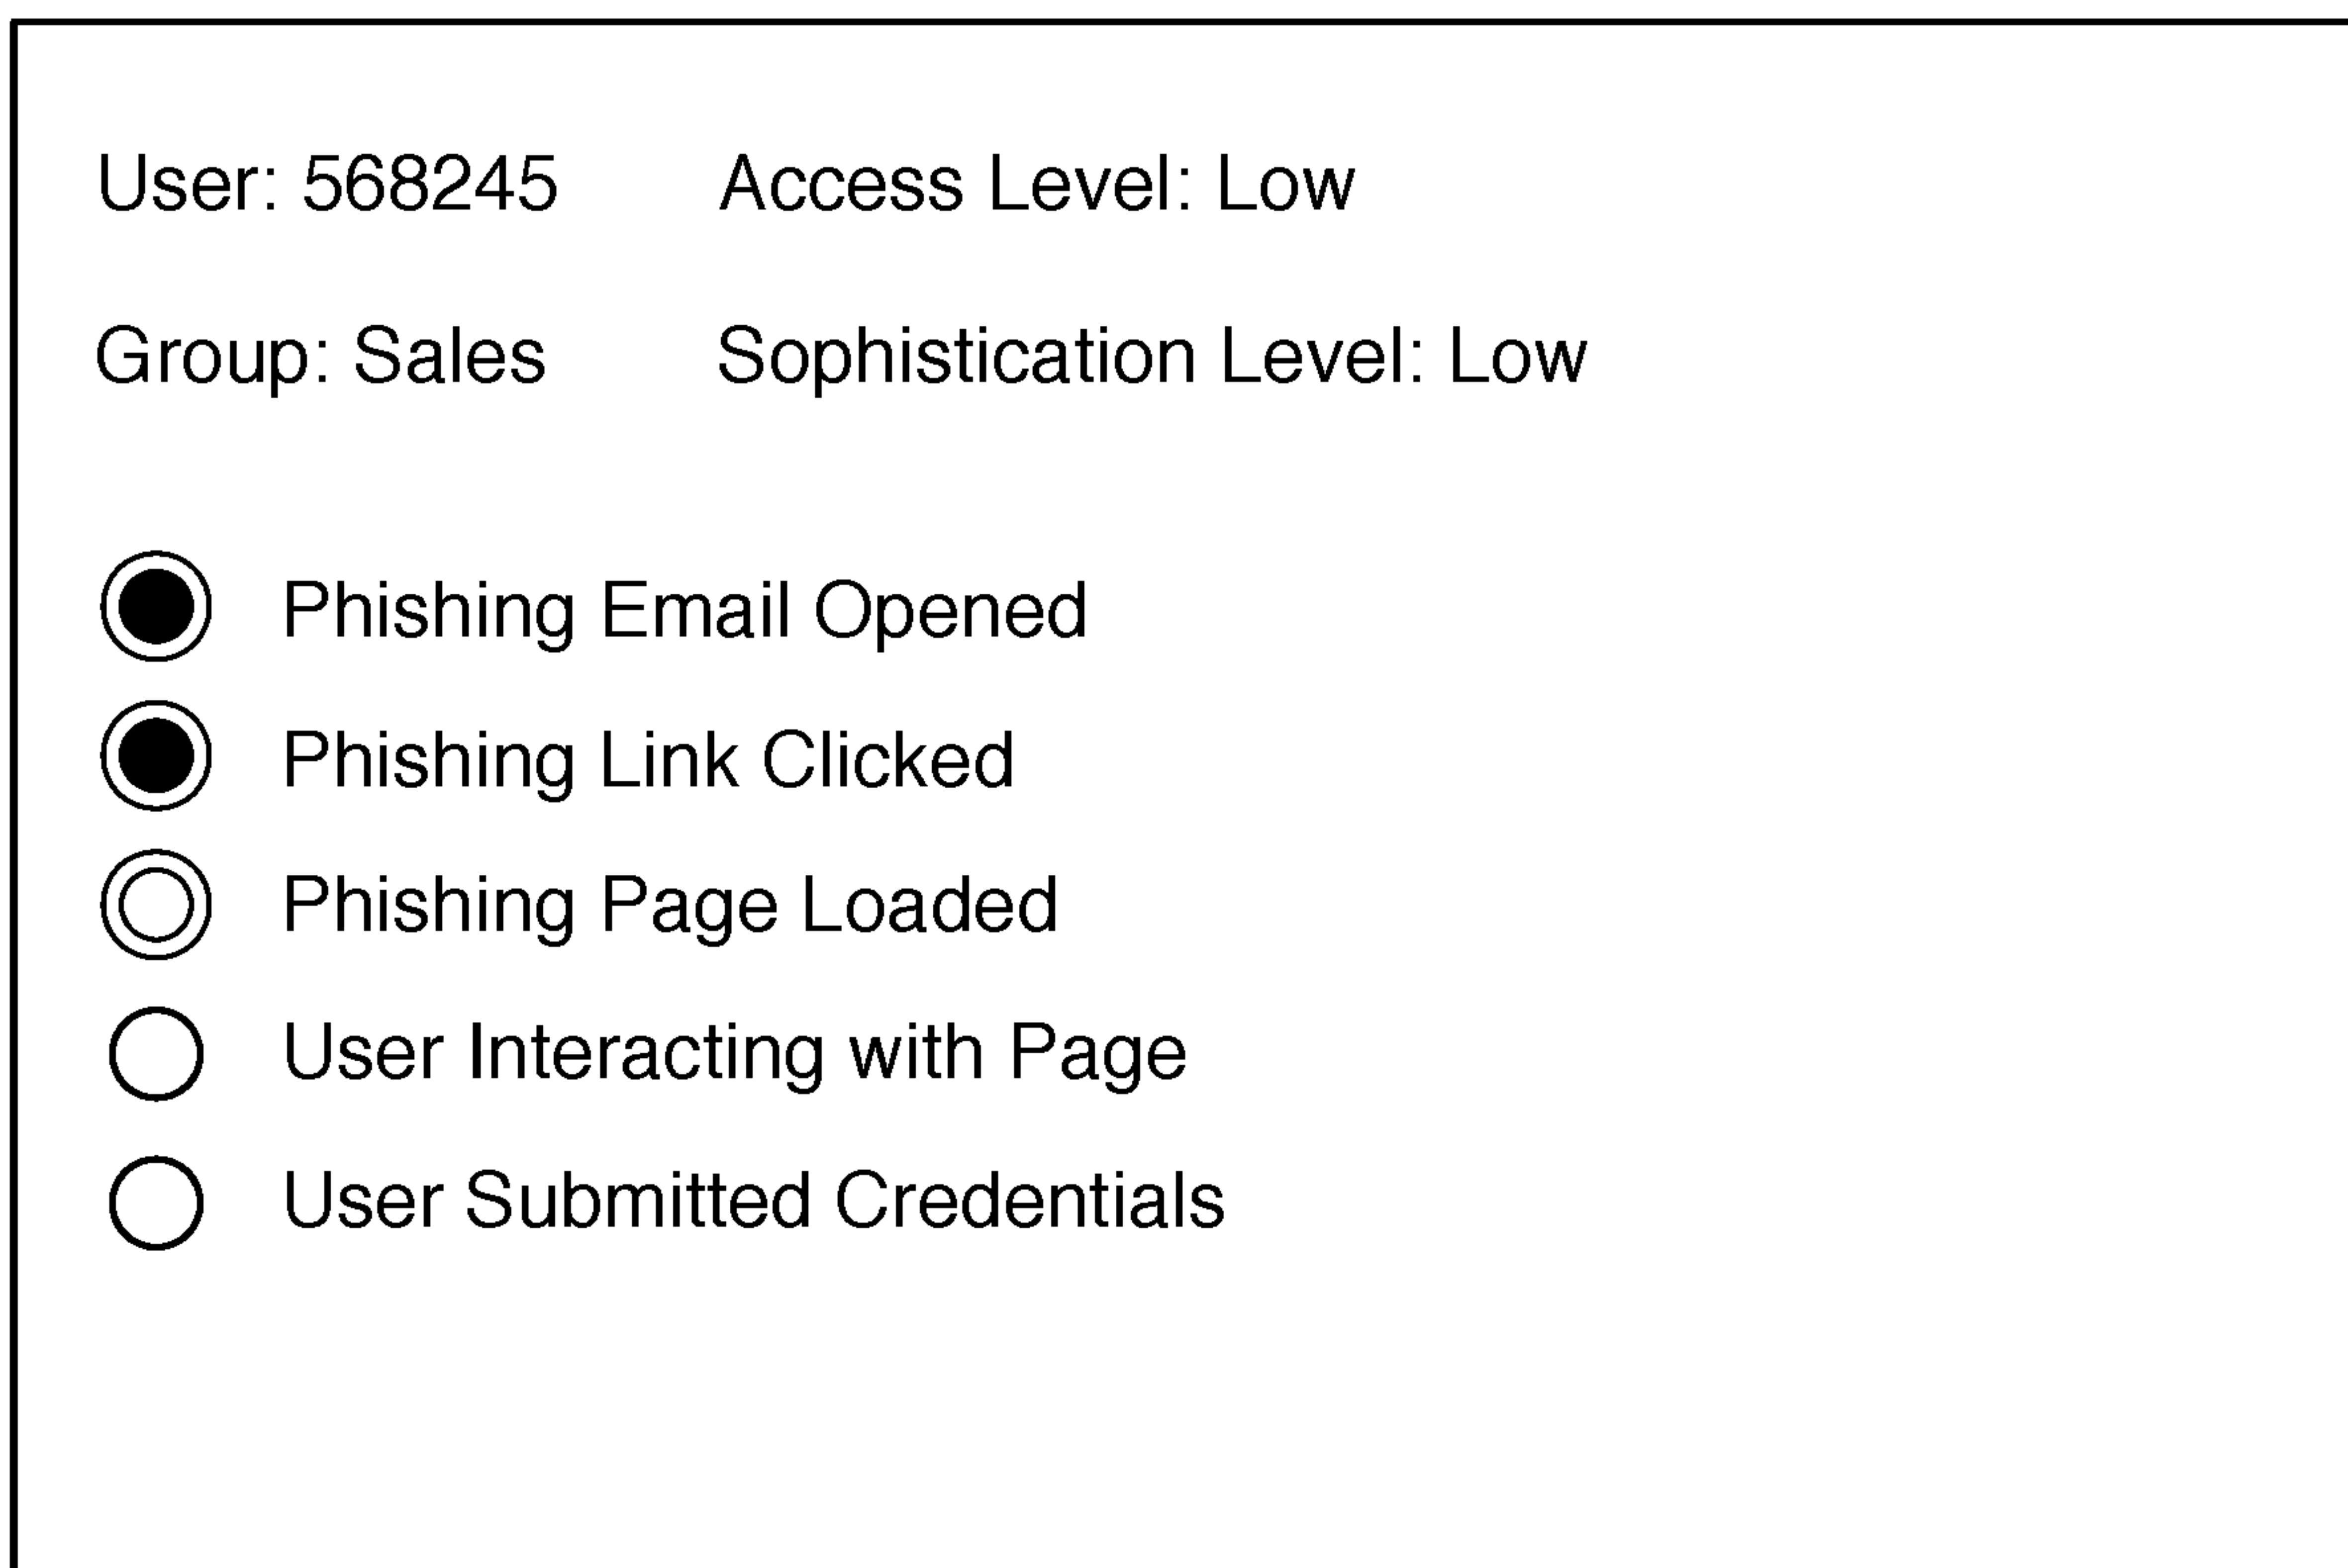 User: 568245 Access Level: Low
Group: Sales Sophistication Level: Low
Phishing Email Opened
Phishing Link Clicked
Phishing Page Loaded
User Interacting with Page
User Submitted Credentials